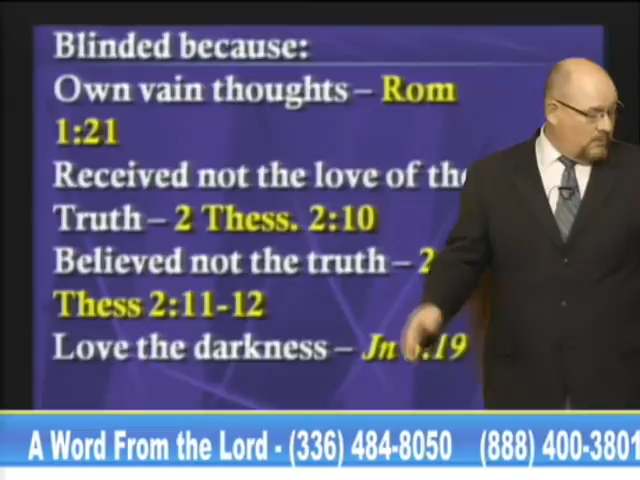 Blinded because:
Own vain thoughts – Rom
1:21
Received not the love of the
Truth – 2 Thess. 2:10
Believed not the truth – 2
Thess 2:11-12
Love the darkness – Jn :19
A Word From the Lord - (336) 484-8050 (888) 400-3801